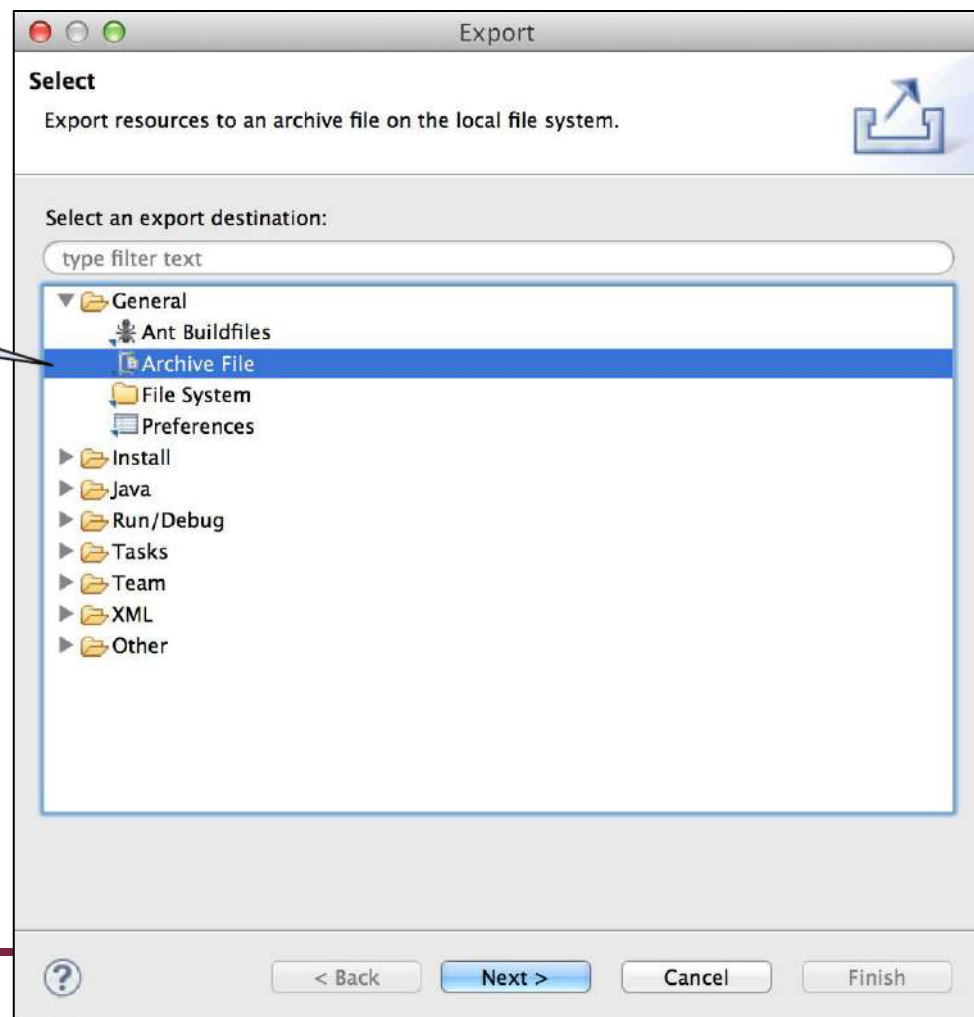 Export
Select
Export resources to an archive file on the local file system.
Select an export destination:
type filter text
General
Ant Buildfiles
Archive File
File System
Preferences
Install
Java
Run/Debug
Tasks
Team
XML
Other
?
< Back
Next >
Cancel
Finish